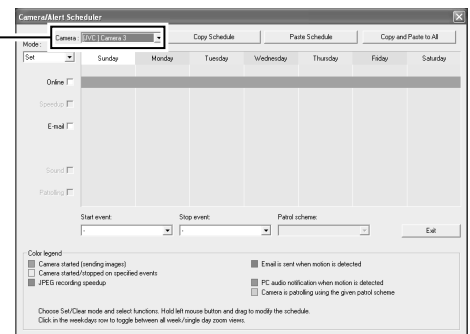 Camera/Alert Scheduler
Camera: UVC | Camera 3 Copy Schedule Paste Schedule Copy and Paste to All
Mode:
Set Sunday Monday Tuesday Wednesday Thursday Friday Saturday
Online
Speedup
E-mail
Sound
Patrolling
Start event: Stop event: Patrol scheme:
- - Exit
Color legend
Camera started (sending images) Email is sent when motion is detected
Camera started/stopped on specified events
JPEG recording speedup PC audio notification when motion is detected
Camera is patrolling using the given patrol scheme
Choose Set/Clear mode and select functions. Hold left mouse button and drag to modify the schedule.
Click in the weekdays row to toggle between all week/single day zoom views.